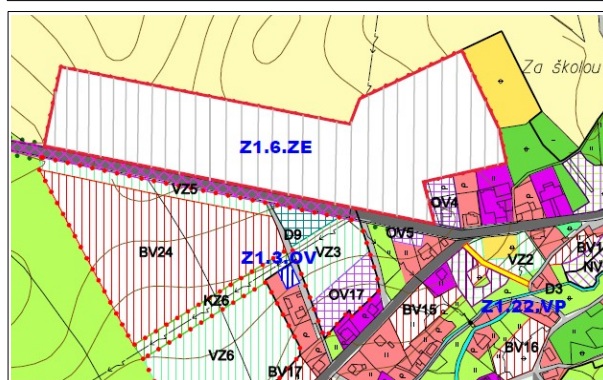 Za školou
Z1.6.ZE
VZ5
OV4
OV5
D9
BV24
Z1.3.OV
VZ3
VZ2
BV1
NV
KZ6
OV17
D3
BV15
Z1.22.VP
VZ6
BV17
BV16